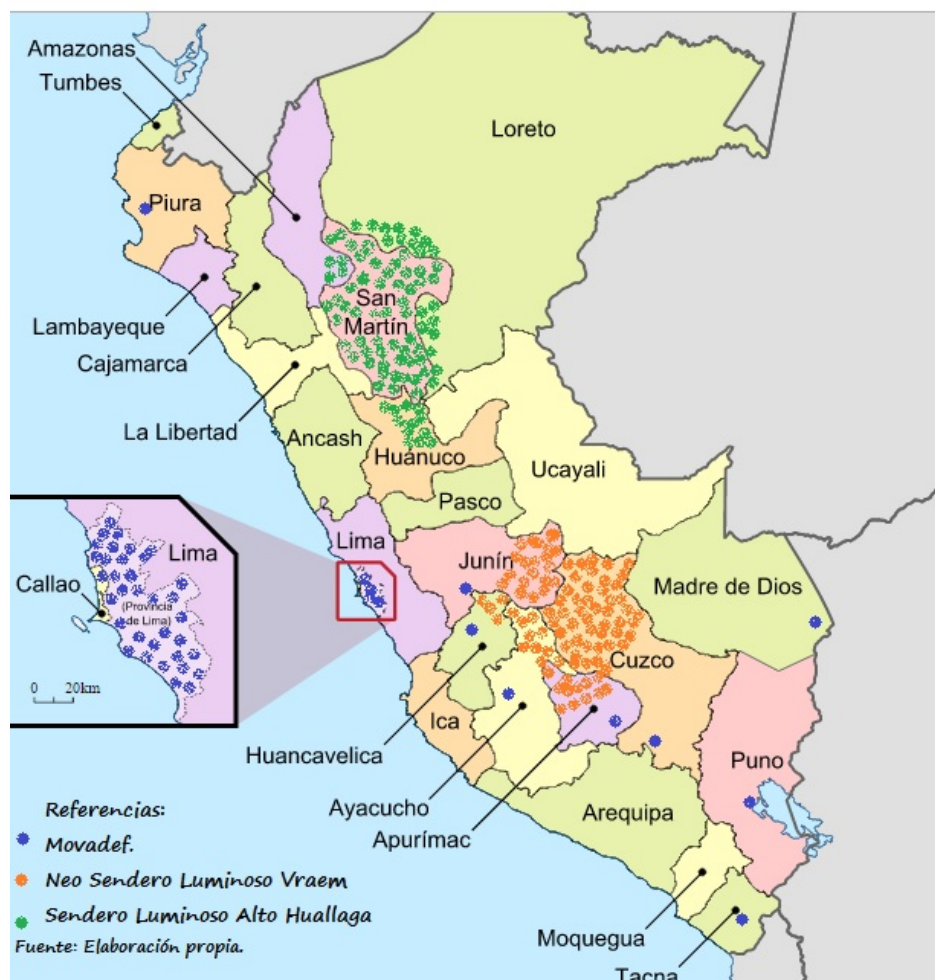 Amazonas
Tumbes
Loreto
Piura
San
Martín
Lambayeque
Cajamarca
La Libertad
Ancash
Huánuco
Ucayali
Pasco
Lima
Junín
Madre de Dios
Lima
Callao
(Provincia
de Lima)
0 20km
Cuzco
Ica
Huancavelica
Puno
Ayacucho
Arequipa
Apurímac
Referencias:
Movadef.
Neo Sendero Luminoso Vraem
Sendero Luminoso Alto Huallaga
Fuente: Elaboración propia.
Moquegua
Tacna